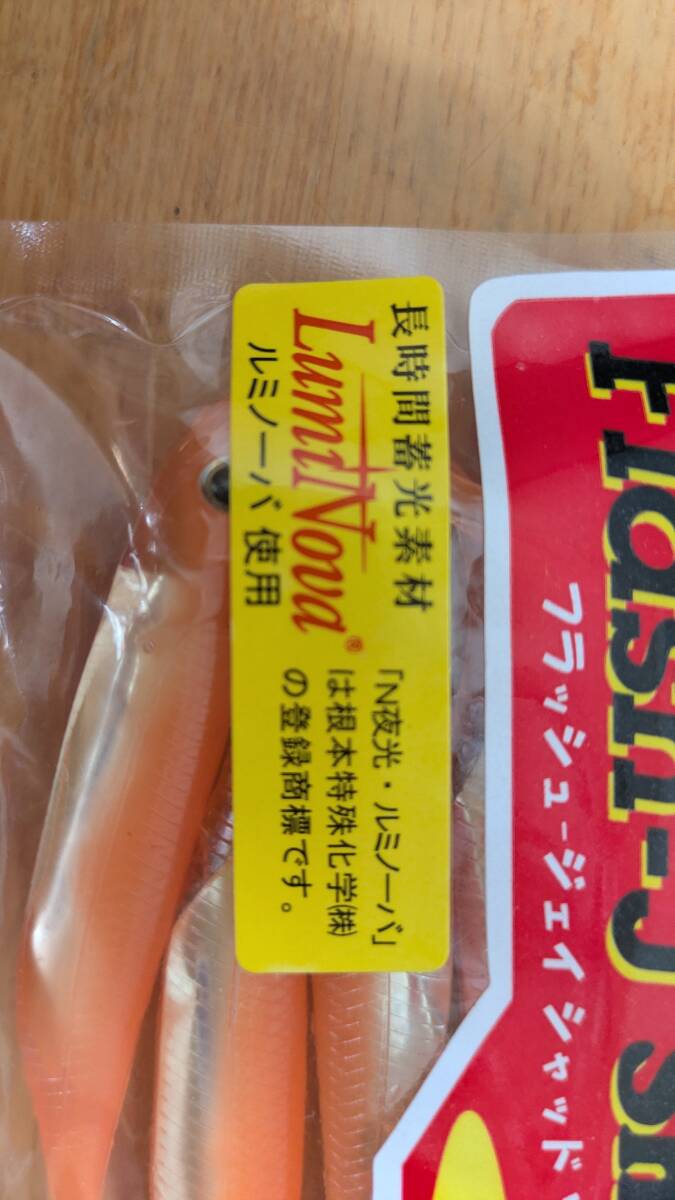 長時間蓄光素材
LumiNova®
ルミノーバ 使用
「N夜光・ルミノーバ」
は根本特殊化学㈱
の登録商標です。
Flash-J
フラッシュ-ジェイ シャッド